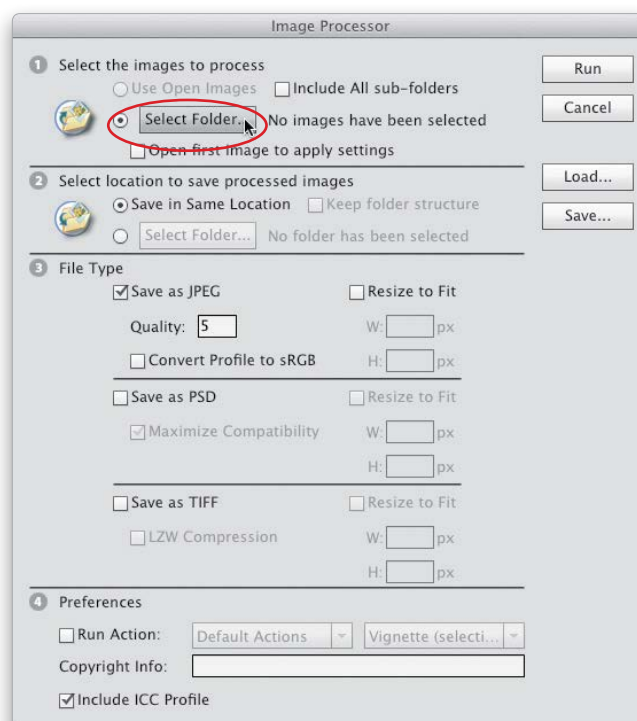 Image Processor
1 Select the images to process
Use Open Images Include All sub-folders
Select Folder... No images have been selected
Open first image to apply settings
2 Select location to save processed images
Save in Same Location Keep folder structure
Select Folder... No folder has been selected
3 File Type
Save as JPEG Resize to Fit
Quality: 5 W: px
Convert Profile to sRGB H: px
Save as PSD Resize to Fit
Maximize Compatibility W: px
H: px
Save as TIFF Resize to Fit
LZW Compression W: px
H: px
4 Preferences
Run Action: Default Actions Vignette (selecti...
Copyright Info:
Include ICC Profile
Run
Cancel
Load...
Save...